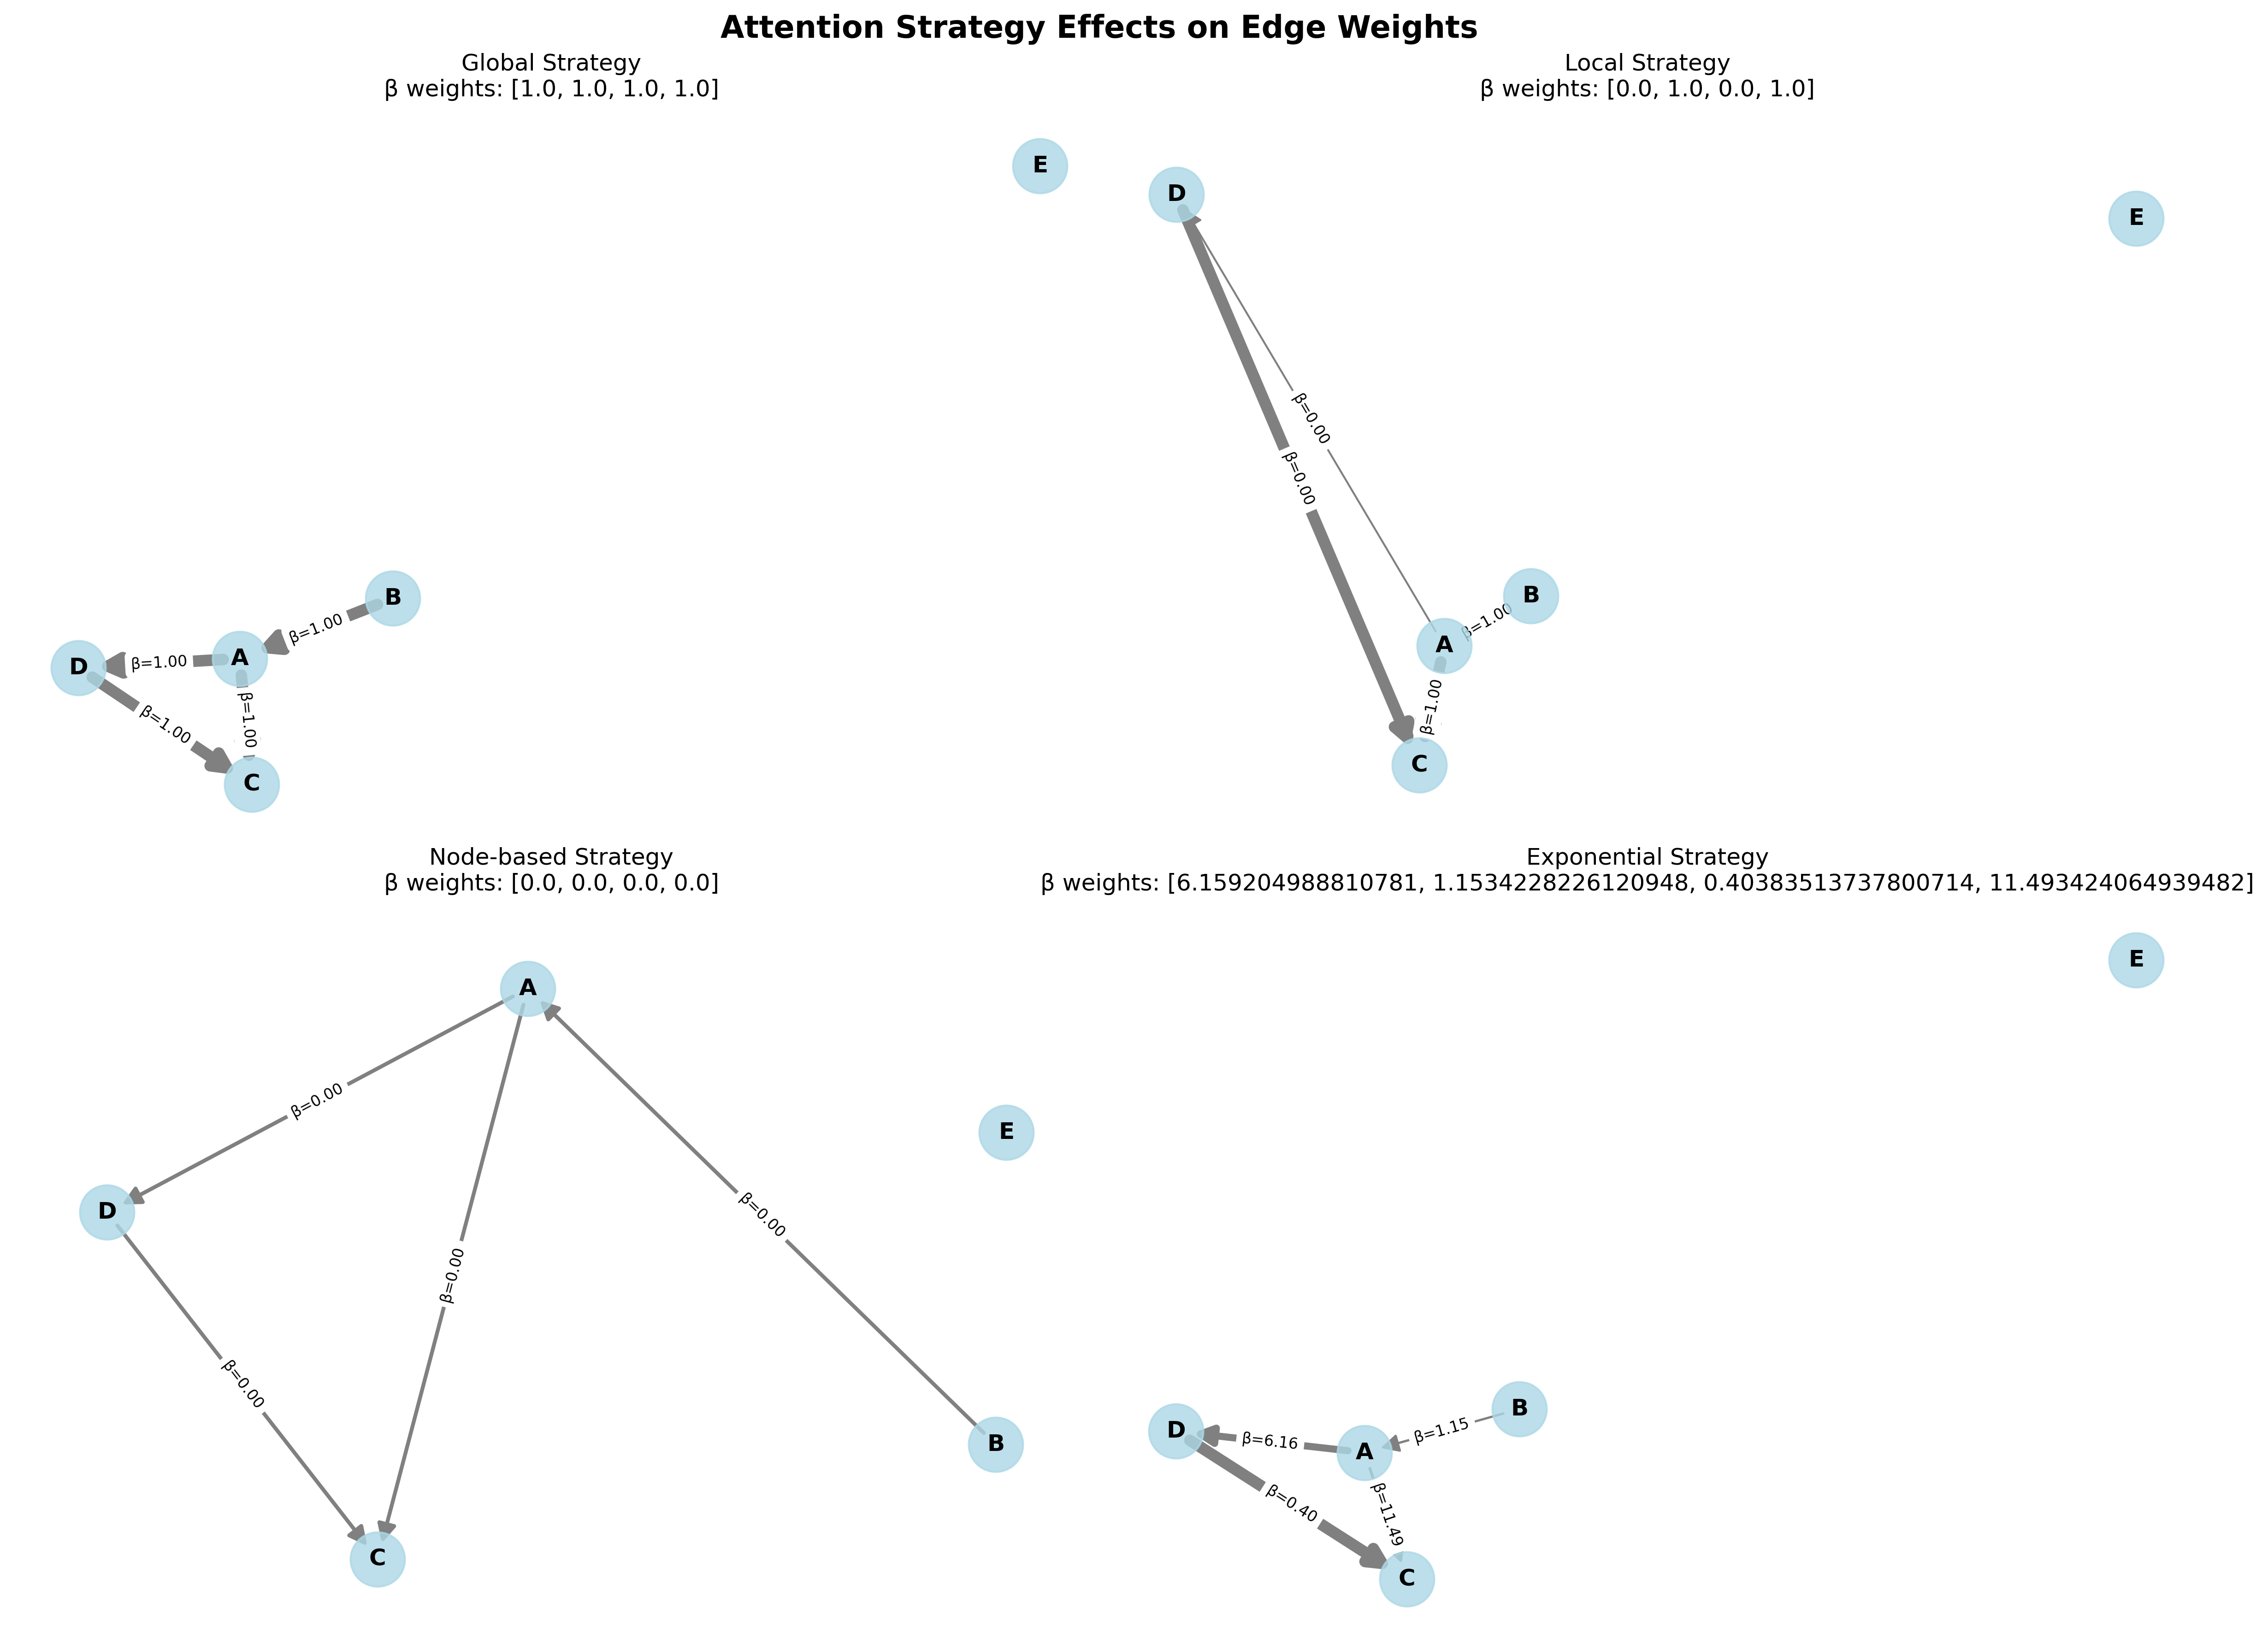 Attention Strategy Effects on Edge Weights
Global Strategy
β weights: [1.0, 1.0, 1.0, 1.0]
E
B
β=1.00
A
β=1.00
D
β=1.00
β=1.00
C
Local Strategy
β weights: [0.0, 1.0, 0.0, 1.0]
D
E
β=0.00
β=0.00
B
β=1.00
A
β=1.00
C
Node-based Strategy
β weights: [0.0, 0.0, 0.0, 0.0]
A
β=0.00
E
D
β=0.00
β=0.00
β=0.00
B
C
Exponential Strategy
β weights: [6.159204988810781, 1.1534228226120948, 0.40383513737800714, 11.493424064939482]
E
B
β=1.15
D
β=6.16
A
β=0.40
β=11.49
C